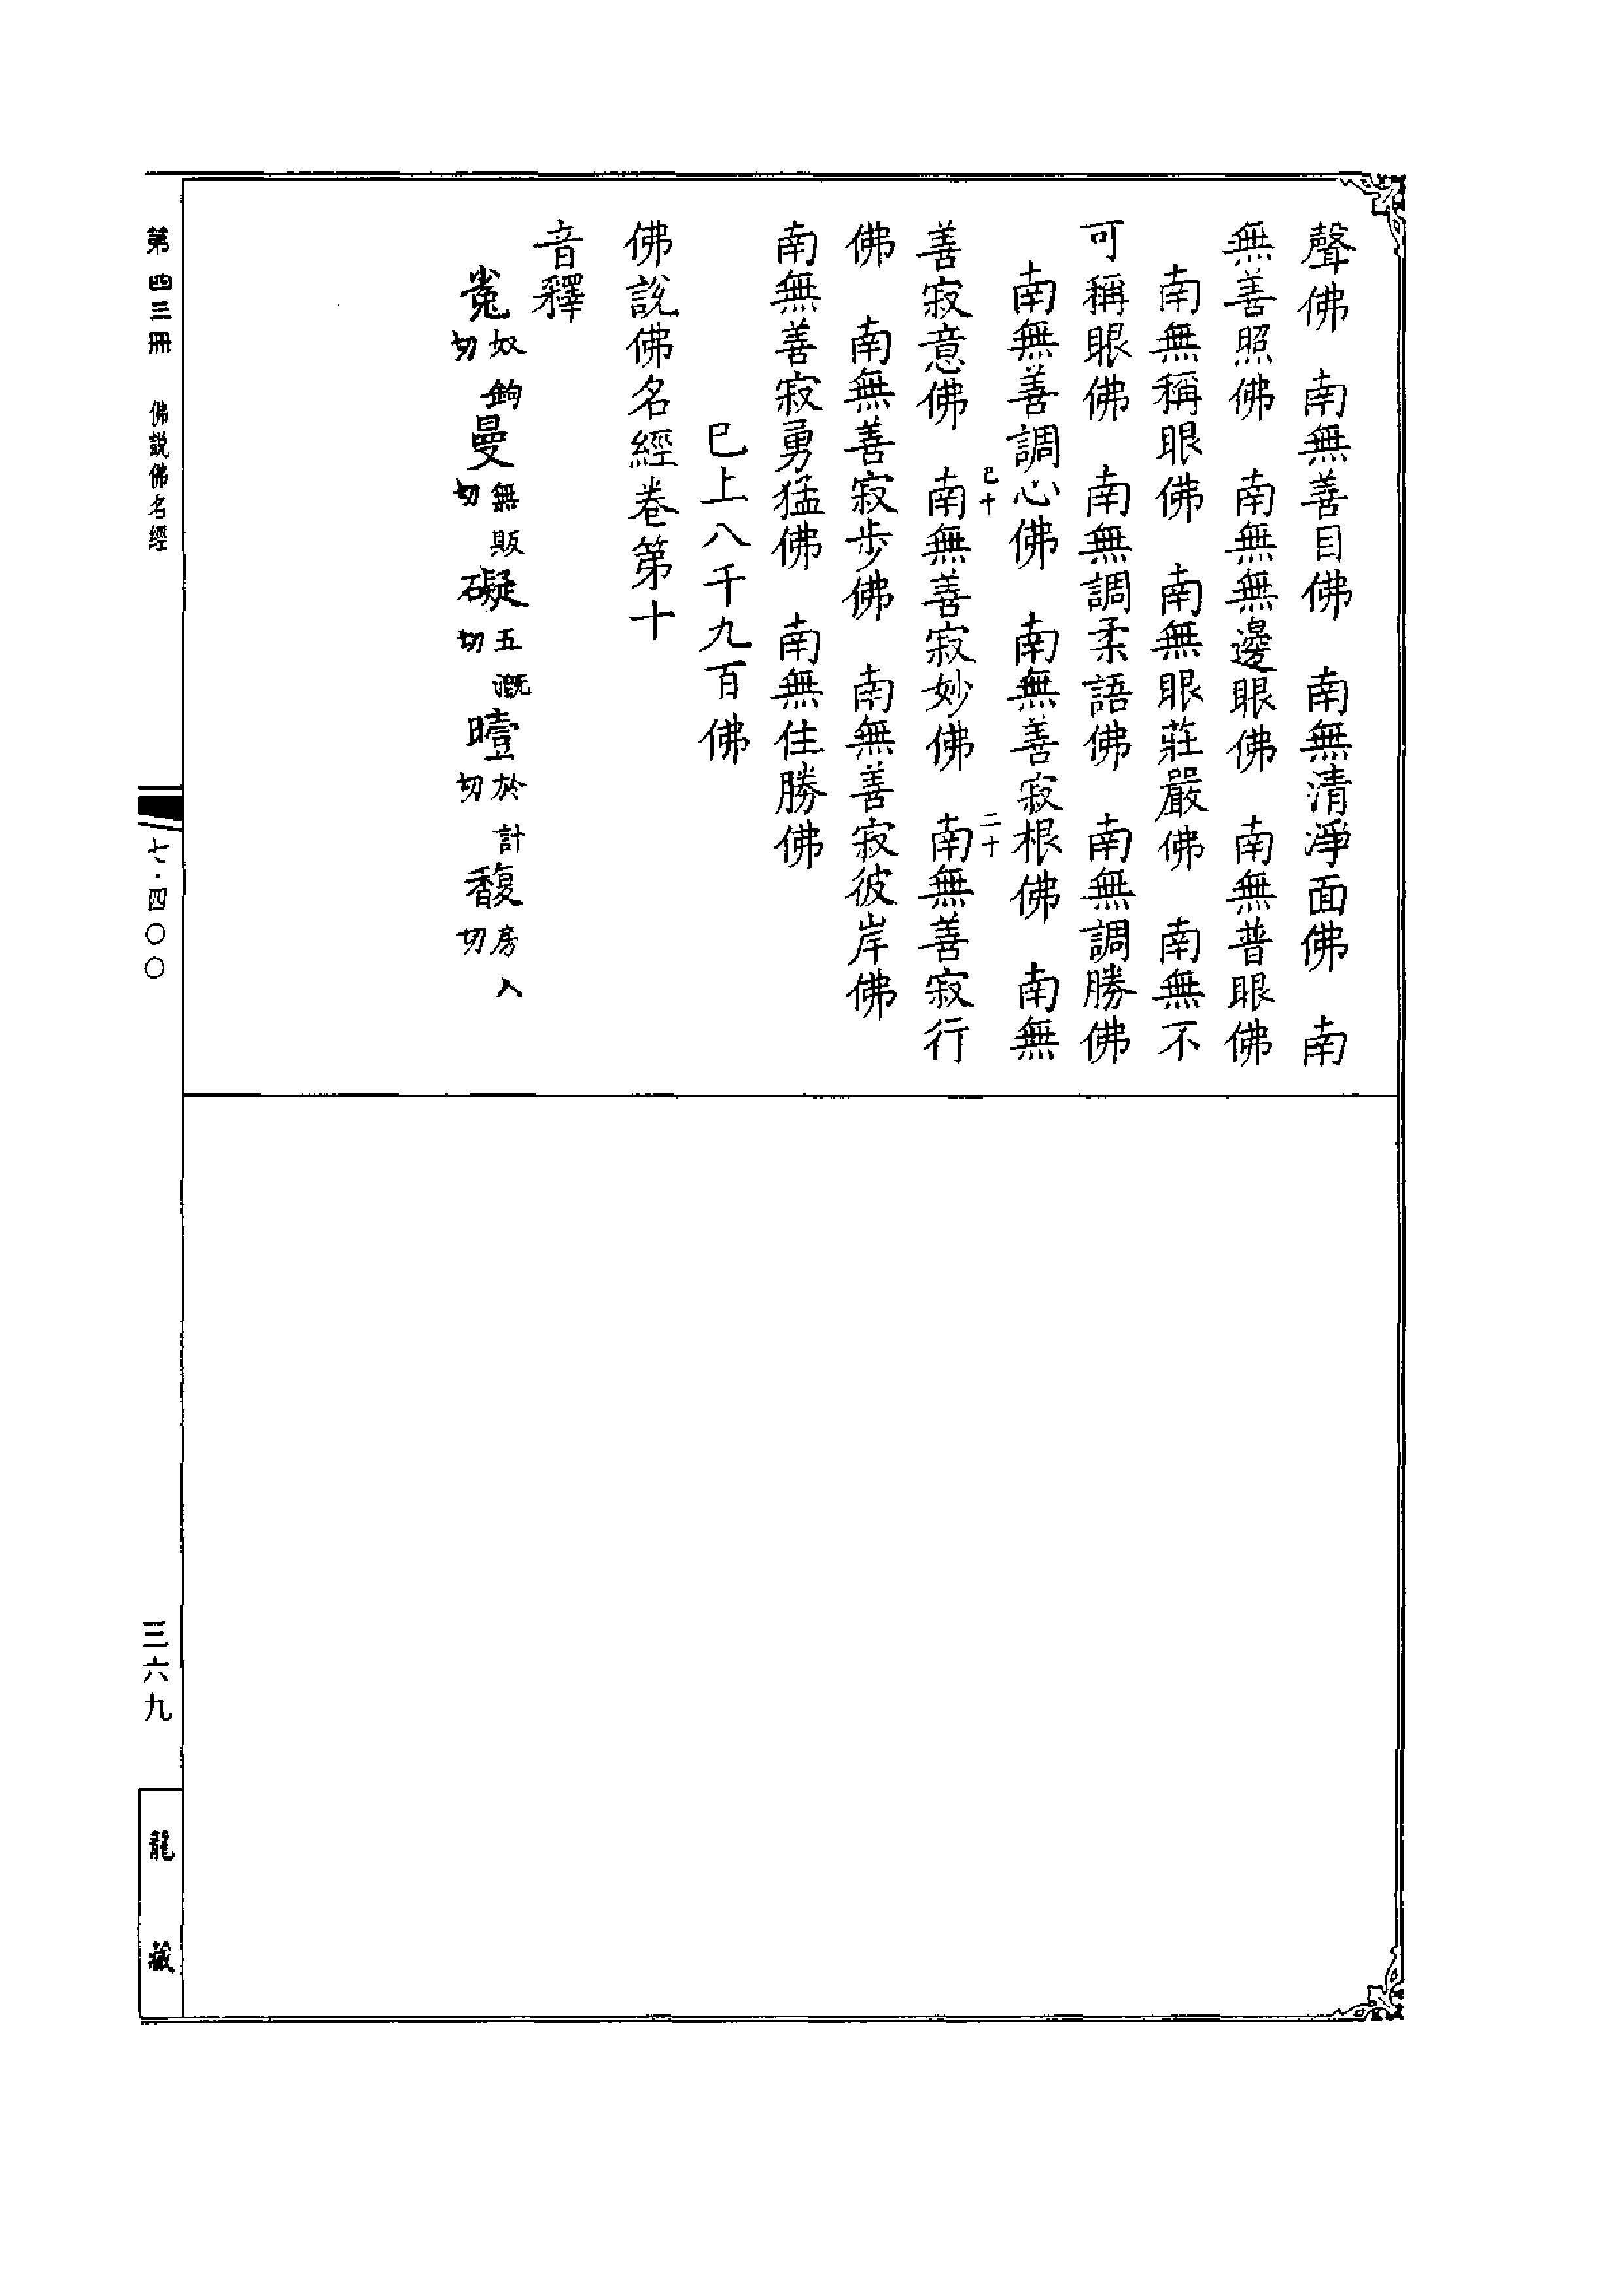 聲佛　南無善目佛　南無清淨面佛　南
無善照佛　南無無邊眼佛　南無普眼佛
　南無稱眼佛　南無眼莊嚴佛　南無不
可稱眼佛　南無調柔語佛　南無調勝佛
　南無善調心佛　南無善寂根佛　南無
善寂意佛　南無善寂妙佛　南無善寂行
已十　二十
佛　南無善寂步佛　南無善寂彼岸佛
南無善寂勇猛佛　南無住勝佛
已上八千九百佛
佛說佛名經卷第十
音釋
㝹奴鉤切　曼無販切　礙五漑切　曀於計切　馥房入切
第四三冊　佛說佛名經
七·四〇〇
三六九
龍藏